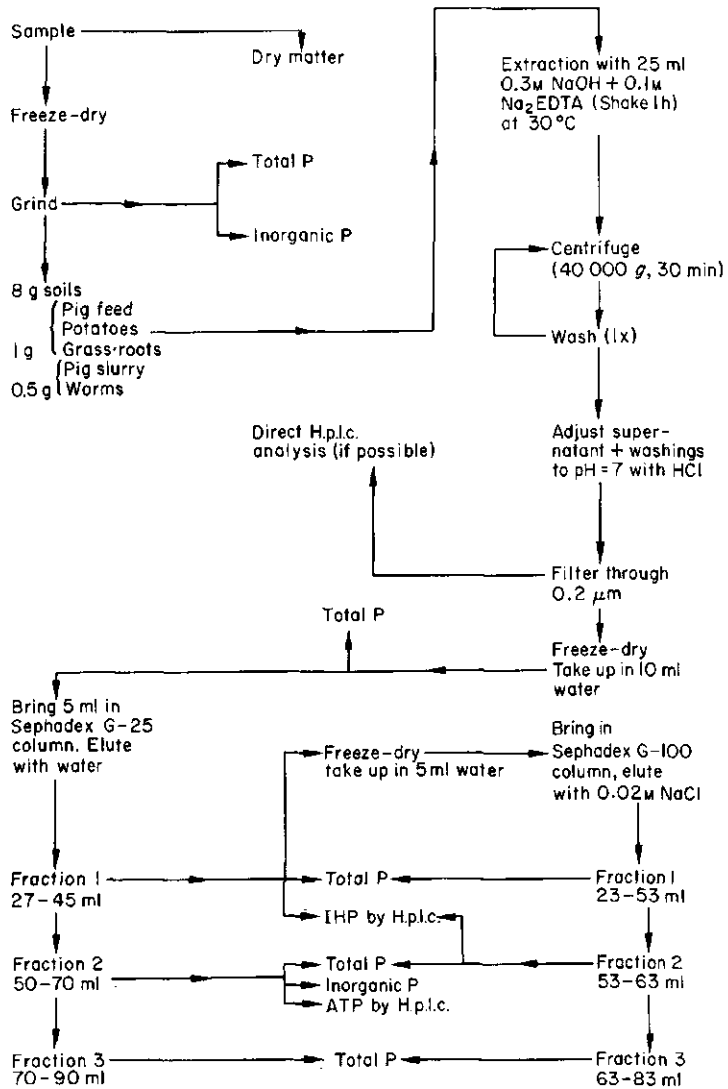 Sample
Dry matter
Freeze-dry
Total P
Grind
Inorganic P
8 g soils
Pig feed
Potatoes
1 g Grass-roots
Pig slurry
0.5 g Worms
Extraction with 25 ml
0.3M NaOH + 0.1M
Na₂EDTA (Shake 1h)
at 30°C
Centrifuge
(40 000 g, 30 min)
Wash (1x)
Adjust super-
natant + washings
to pH = 7 with HCl
Direct H.p.l.c.
analysis (if possible)
Filter through
0.2 μm
Total P
Freeze-dry
Take up in 10 ml
water
Bring 5 ml in
Sephadex G-25
column. Elute
with water
Freeze-dry
take up in 5 ml water
Bring in
Sephadex G-100
column, elute
with 0.02M NaCl
Fraction 1
27-45 ml
Total P
Fraction 1
23-53 ml
IHP by H.p.l.c.
Fraction 2
50-70 ml
Total P
Inorganic P
ATP by H.p.l.c.
Fraction 2
53-63 ml
Fraction 3
70-90 ml
Total P
Fraction 3
63-83 ml